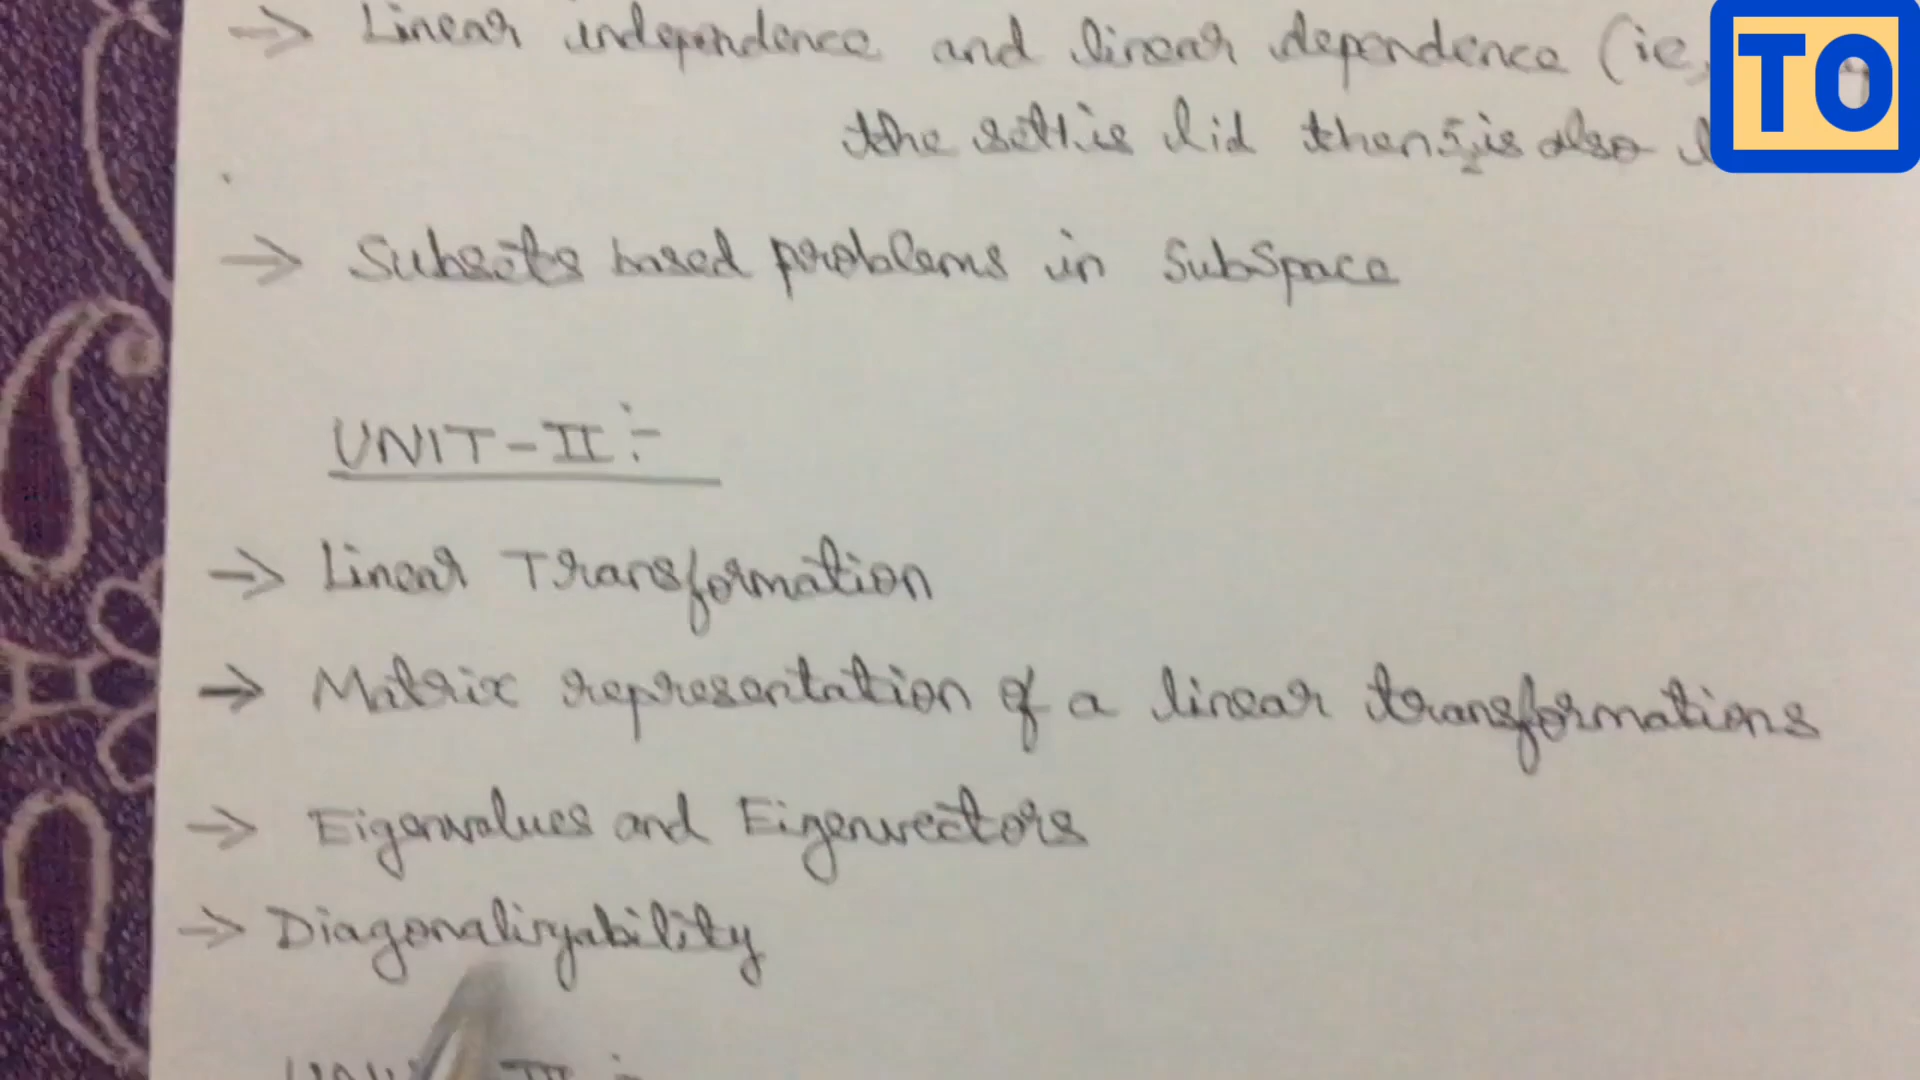 → Linear independence and linear dependence (ie,
TO
the set is lid then S₂ is also
→ Subsets based problems in SubSpace
UNIT-II :-
→ Linear Transformation
→ Matrix representation of a linear transformations
→ Eigenvalues and Eigenvectors
→ Diagonalizability